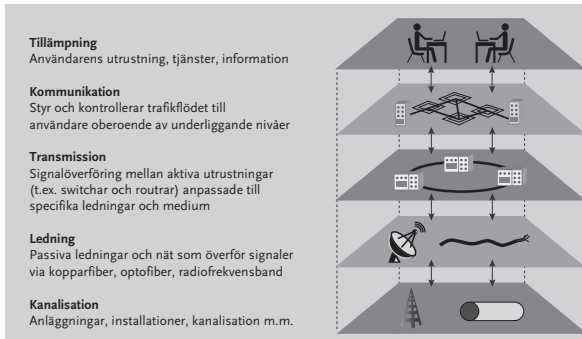 Tillämpning
Användarens utrustning, tjänster, information
Kommunikation
Styr och kontrollerar trafikflödet till
användare oberoende av underliggande nivåer
Transmission
Signalöverföring mellan aktiva utrustningar
(t.ex. switchar och routrar) anpassade till
specifika ledningar och medium
Ledning
Passiva ledningar och nät som överför signaler
via kopparfiber, optofiber, radiofrekvensband
Kanalisation
Anläggningar, installationer, kanalisation m.m.